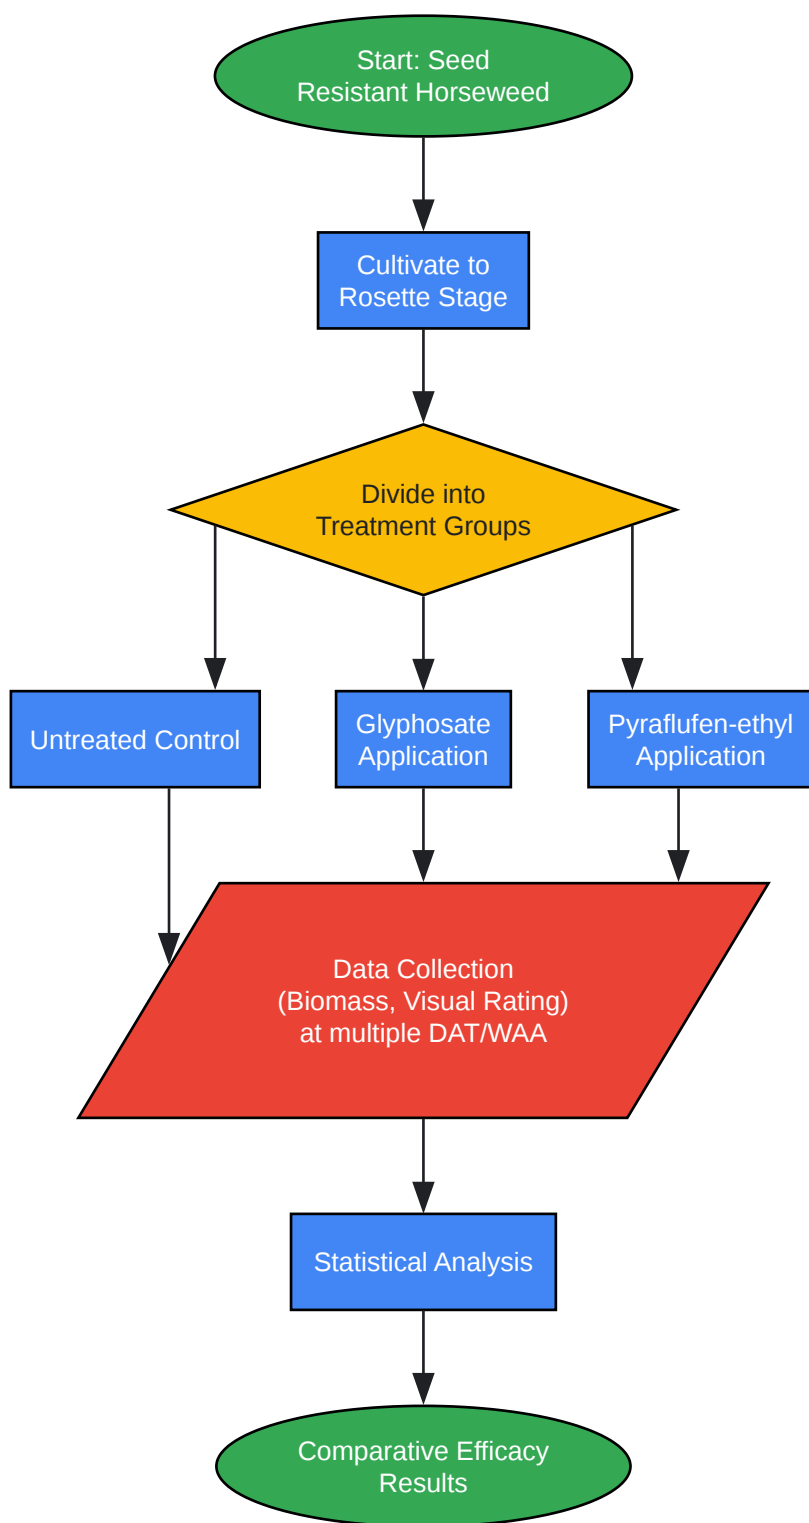 Start: Seed
Resistant Horseweed
Cultivate to
Rosette Stage
Divide into
Treatment Groups
Untreated Control
Glyphosate
Application
Pyraflufen-ethyl
Application
Data Collection
(Biomass, Visual Rating)
at multiple DAT/WAA
Statistical Analysis
Comparative Efficacy
Results